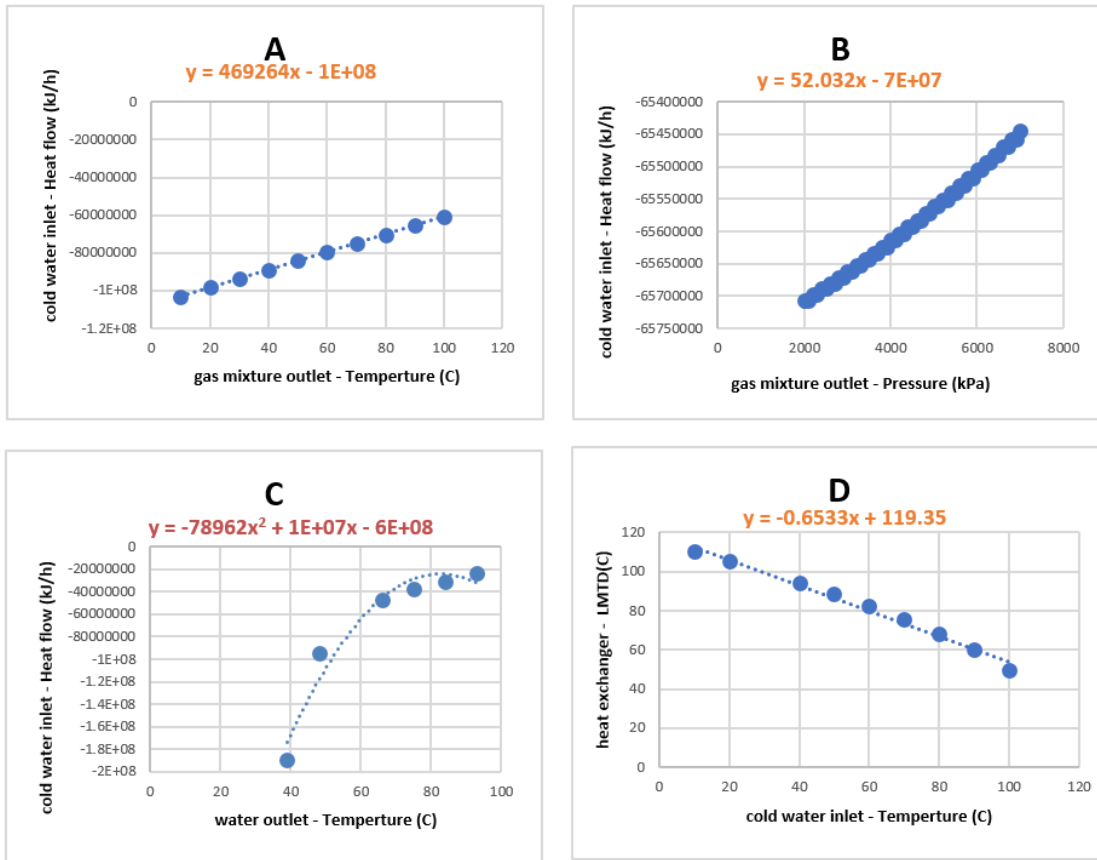 A
y = 469264x - 1E+08
cold water inlet - Heat flow (kJ/h)
0
-20000000
-40000000
-60000000
-80000000
-1E+08
-1.2E+08
0 20 40 60 80 100 120
gas mixture outlet - Temperture (C)
B
y = 52.032x - 7E+07
cold water inlet - Heat flow (kJ/h)
-65400000
-65450000
-65500000
-65550000
-65600000
-65650000
-65700000
-65750000
0 2000 4000 6000 8000
gas mixture outlet - Pressure (kPa)
C
y = -78962x² + 1E+07x - 6E+08
cold water inlet - Heat flow (kJ/h)
0
-20000000
-40000000
-60000000
-80000000
-1E+08
-1.2E+08
-1.4E+08
-1.6E+08
-1.8E+08
-2E+08
0 20 40 60 80 100
water outlet - Temperture (C)
D
y = -0.6533x + 119.35
heat exchanger - LMTD(C)
120
100
80
60
40
20
0
0 20 40 60 80 100 120
cold water inlet - Temperture (C)